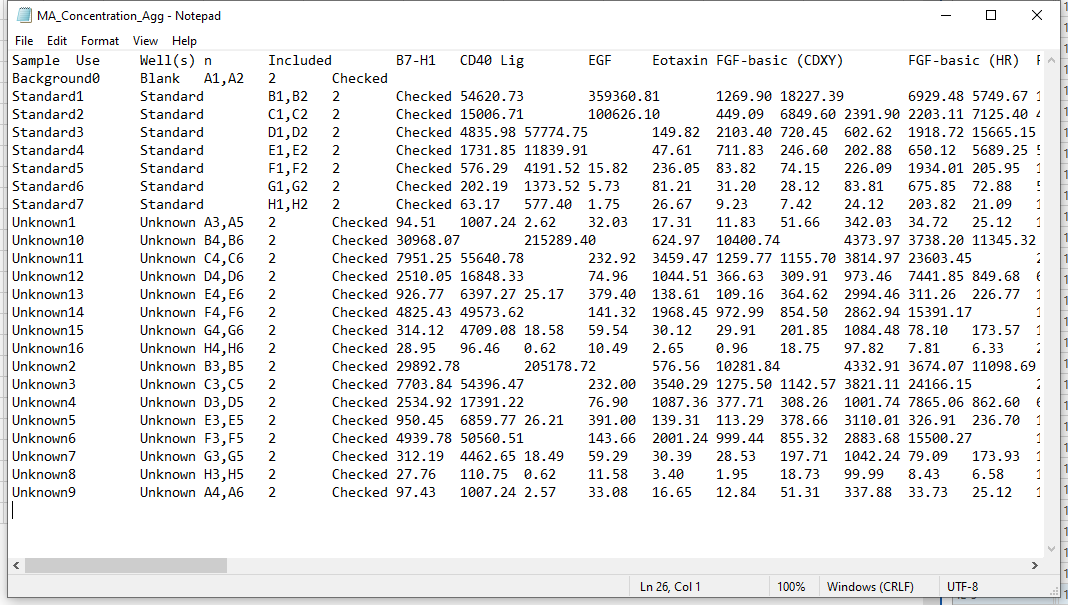 MA_Concentration_Agg - Notepad
File Edit Format View Help
Sample Use Well(s) n Included B7-H1 CD40 Lig EGF Eotaxin FGF-basic (CDXY) FGF-basic (HR)
Background0 Blank A1,A2 2 Checked
Standard1 Standard B1,B2 2 Checked 54620.73 359360.81 1269.90 18227.39 6929.48 5749.67
Standard2 Standard C1,C2 2 Checked 15006.71 100626.10 449.09 6849.60 2391.90 2203.11 7125.40
Standard3 Standard D1,D2 2 Checked 4835.98 57774.75 149.82 2103.40 720.45 602.62 1918.72 15665.15
Standard4 Standard E1,E2 2 Checked 1731.85 11839.91 47.61 711.83 246.60 202.88 650.12 5689.25
Standard5 Standard F1,F2 2 Checked 576.29 4191.52 15.82 236.05 83.82 74.15 226.09 1934.01 205.95
Standard6 Standard G1,G2 2 Checked 202.19 1373.52 5.73 81.21 31.20 28.12 83.81 675.85 72.88
Standard7 Standard H1,H2 2 Checked 63.17 577.40 1.75 26.67 9.23 7.42 24.12 203.82 21.09
Unknown1 Unknown A3,A5 2 Checked 94.51 1007.24 2.62 32.03 17.31 11.83 51.66 342.03 34.72 25.12
Unknown10 Unknown B4,B6 2 Checked 30968.07 215289.40 624.97 10400.74 4373.97 3738.20 11345.32
Unknown11 Unknown C4,C6 2 Checked 7951.25 55640.78 232.92 3459.47 1259.77 1155.70 3814.97 23603.45
Unknown12 Unknown D4,D6 2 Checked 2510.05 16848.33 74.96 1044.51 366.63 309.91 973.46 7441.85 849.68
Unknown13 Unknown E4,E6 2 Checked 926.77 6397.27 25.17 379.40 138.61 109.16 364.62 2994.46 311.26 226.77
Unknown14 Unknown F4,F6 2 Checked 4825.43 49573.62 141.32 1968.45 972.99 854.50 2862.94 15391.17
Unknown15 Unknown G4,G6 2 Checked 314.12 4709.08 18.58 59.54 30.12 29.91 201.85 1084.48 78.10 173.57
Unknown16 Unknown H4,H6 2 Checked 28.95 96.46 0.62 10.49 2.65 0.96 18.75 97.82 7.81 6.33
Unknown2 Unknown B3,B5 2 Checked 29892.78 205178.72 576.56 10281.84 4332.91 3674.07 11098.69
Unknown3 Unknown C3,C5 2 Checked 7703.84 54396.47 232.00 3540.29 1275.50 1142.57 3821.11 24166.15
Unknown4 Unknown D3,D5 2 Checked 2534.92 17391.22 76.90 1087.36 377.71 308.26 1001.74 7865.06 862.60
Unknown5 Unknown E3,E5 2 Checked 950.45 6859.77 26.21 391.00 139.31 113.29 378.66 3110.01 326.91 236.70
Unknown6 Unknown F3,F5 2 Checked 4939.78 50560.51 143.66 2001.24 999.44 855.32 2883.68 15500.27
Unknown7 Unknown G3,G5 2 Checked 312.19 4462.65 18.49 59.29 30.39 28.53 197.71 1042.24 79.09 173.93
Unknown8 Unknown H3,H5 2 Checked 27.76 110.75 0.62 11.58 3.40 1.95 18.73 99.99 8.43 6.58
Unknown9 Unknown A4,A6 2 Checked 97.43 1007.24 2.57 33.08 16.65 12.84 51.31 337.88 33.73 25.12
Ln 26, Col 1 100% Windows (CRLF) UTF-8